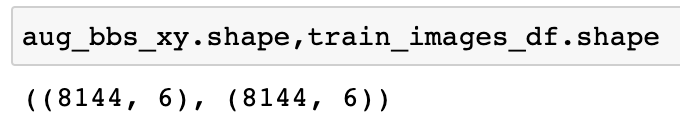 aug_bbs_xy.shape,train_images_df.shape
((8144, 6), (8144, 6))